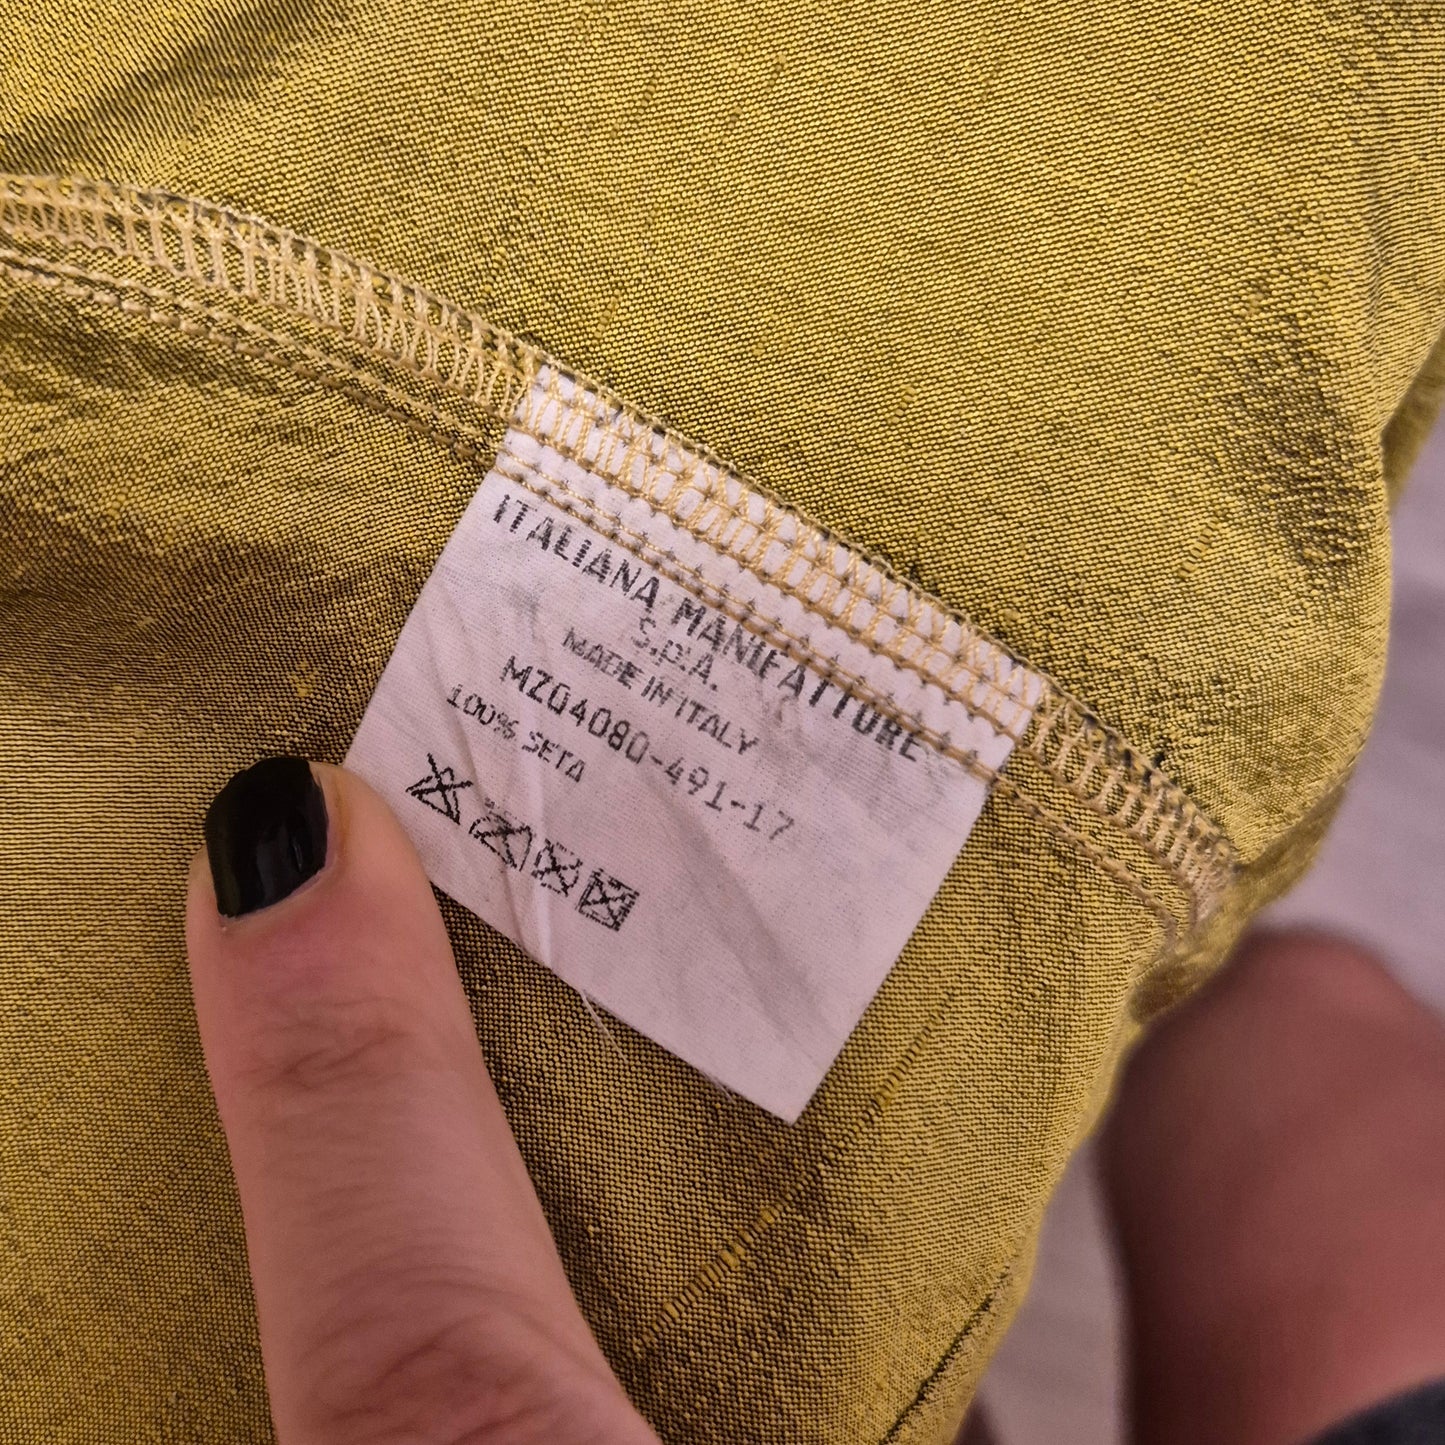 ITALIANA MANIFATTURE
S.p.A.
MADE IN ITALY
MZ04080-491-17
100% SETA